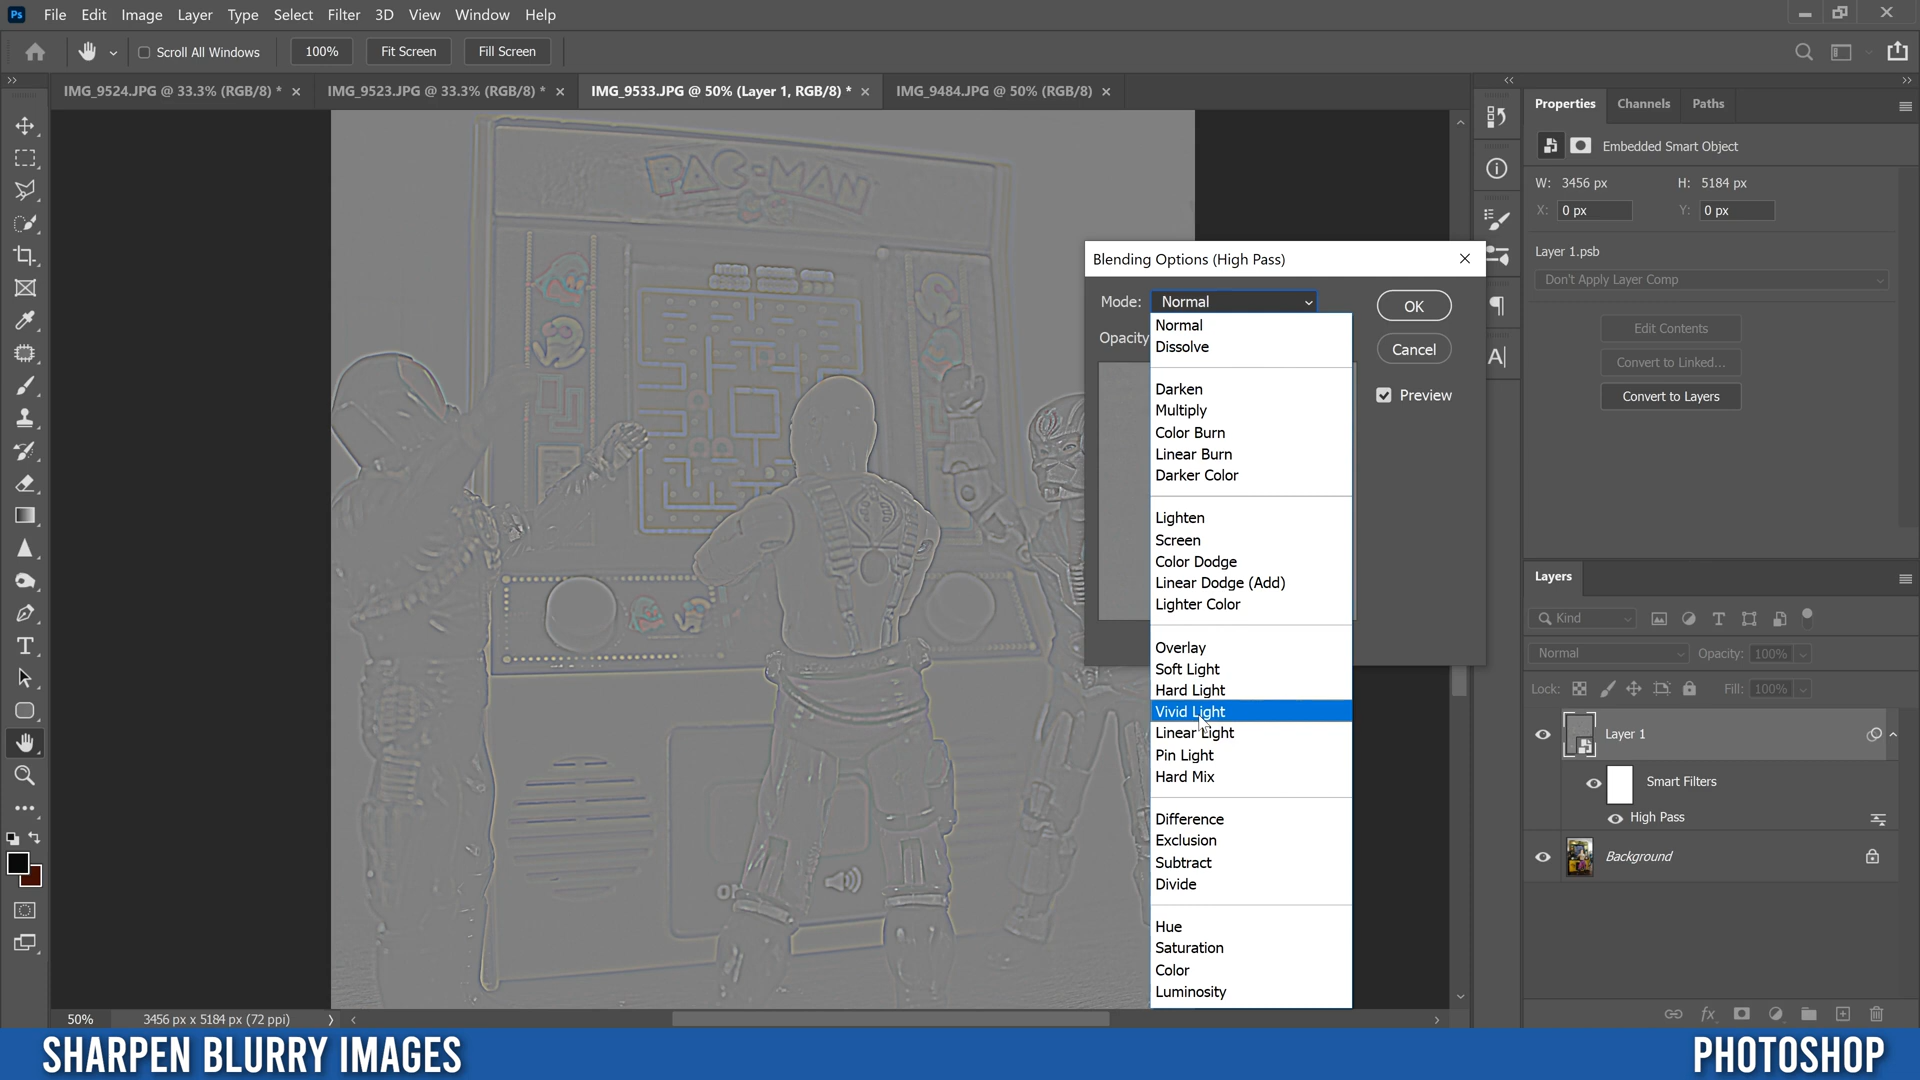 Ps File Edit Image Layer Type Select Filter 3D View Window Help
Scroll All Windows 100% Fit Screen Fill Screen
IMG_9524.JPG @ 33.3% (RGB/8) * × IMG_9523.JPG @ 33.3% (RGB/8) * × IMG_9533.JPG @ 50% (Layer 1, RGB/8) * × IMG_9484.JPG @ 50% (RGB/8) ×
PAC-MAN
Blending Options (High Pass)
Mode: Normal
OK
Opacity
Cancel
Preview
Normal
Dissolve
Darken
Multiply
Color Burn
Linear Burn
Darker Color
Lighten
Screen
Color Dodge
Linear Dodge (Add)
Lighter Color
Overlay
Soft Light
Hard Light
Vivid Light
Linear Light
Pin Light
Hard Mix
Difference
Exclusion
Subtract
Divide
Hue
Saturation
Color
Luminosity
Properties Channels Paths
Embedded Smart Object
W: 3456 px H: 5184 px
X: 0 px Y: 0 px
Layer 1.psb
Don't Apply Layer Comp
Edit Contents
Convert to Linked...
Convert to Layers
Layers
Kind
Normal Opacity: 100%
Lock: Fill: 100%
Layer 1
Smart Filters
High Pass
Background
50% 3456 px x 5184 px (72 ppi)
SHARPEN BLURRY IMAGES
PHOTOSHOP